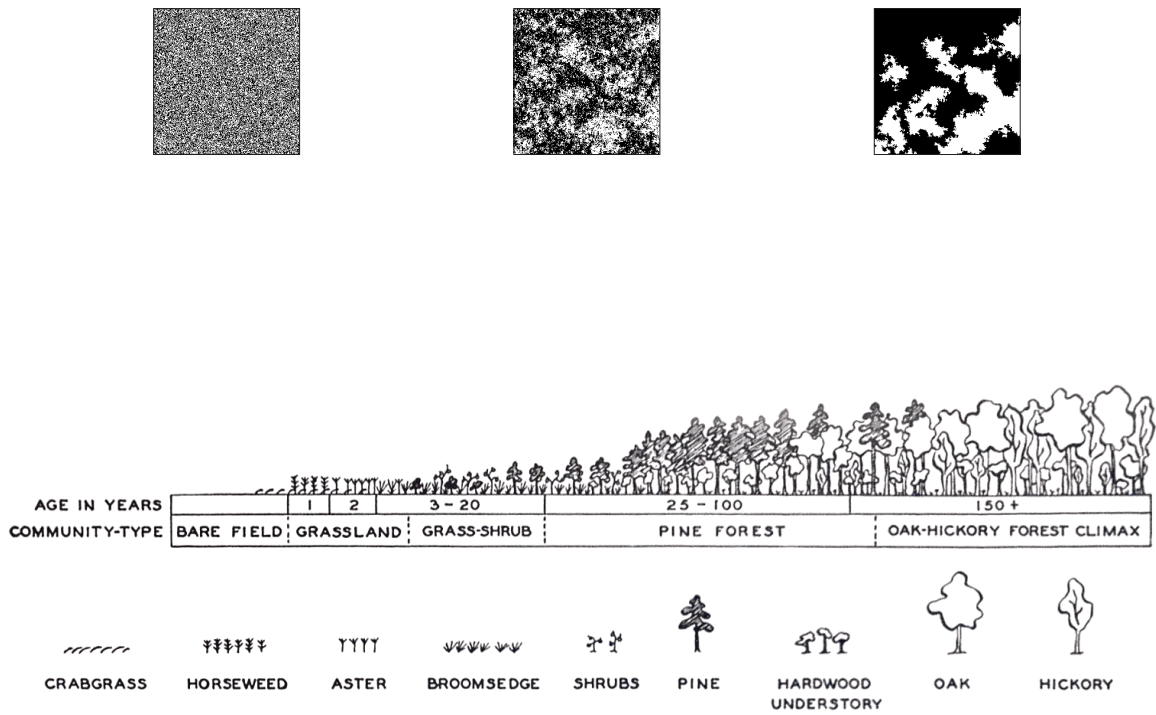 AGE IN YEARS 1 2 3-20 25-100 150+
COMMUNITY-TYPE BARE FIELD GRASSLAND GRASS-SHRUB PINE FOREST OAK-HICKORY FOREST CLIMAX
CRABGRASS HORSEWEED ASTER BROOMSEDGE SHRUBS PINE HARDWOOD UNDERSTORY OAK HICKORY